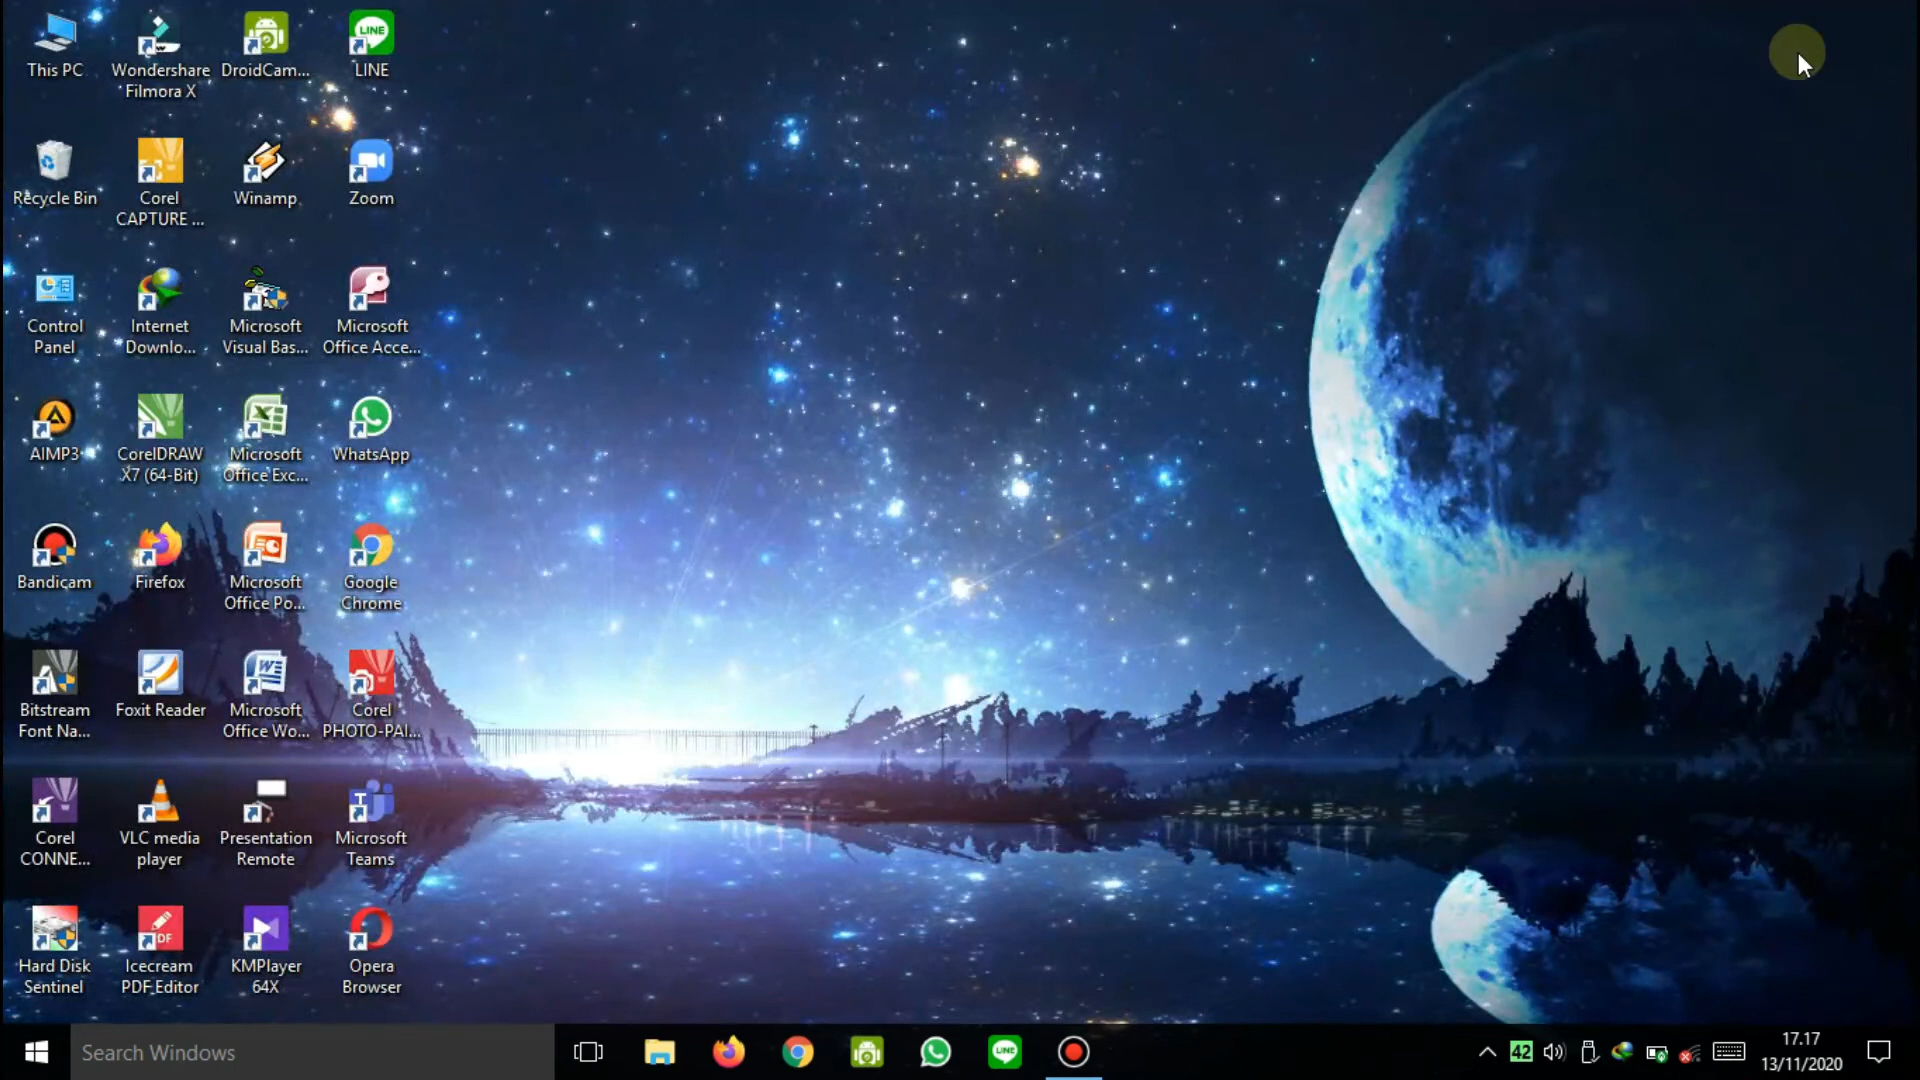 This PC
Wondershare
Filmora X
DroidCam...
LINE
LINE
Recycle Bin
Corel
CAPTURE ...
Winamp
Zoom
Control
Panel
Internet
Downlo...
Microsoft
Visual Bas...
Microsoft
Office Acce...
AIMP3
CorelDRAW
X7 (64-Bit)
Microsoft
Office Exc...
WhatsApp
Bandicam
Firefox
Microsoft
Office Po...
Google
Chrome
Bitstream
Font Na...
Foxit Reader
Microsoft
Office Wo...
Corel
PHOTO-PAI...
Corel
CONNE...
VLC media
player
Presentation
Remote
Microsoft
Teams
Hard Disk
Sentinel
Icecream
PDF Editor
KMPlayer
64X
Opera
Browser
Search Windows
LINE
42
17.17
13/11/2020